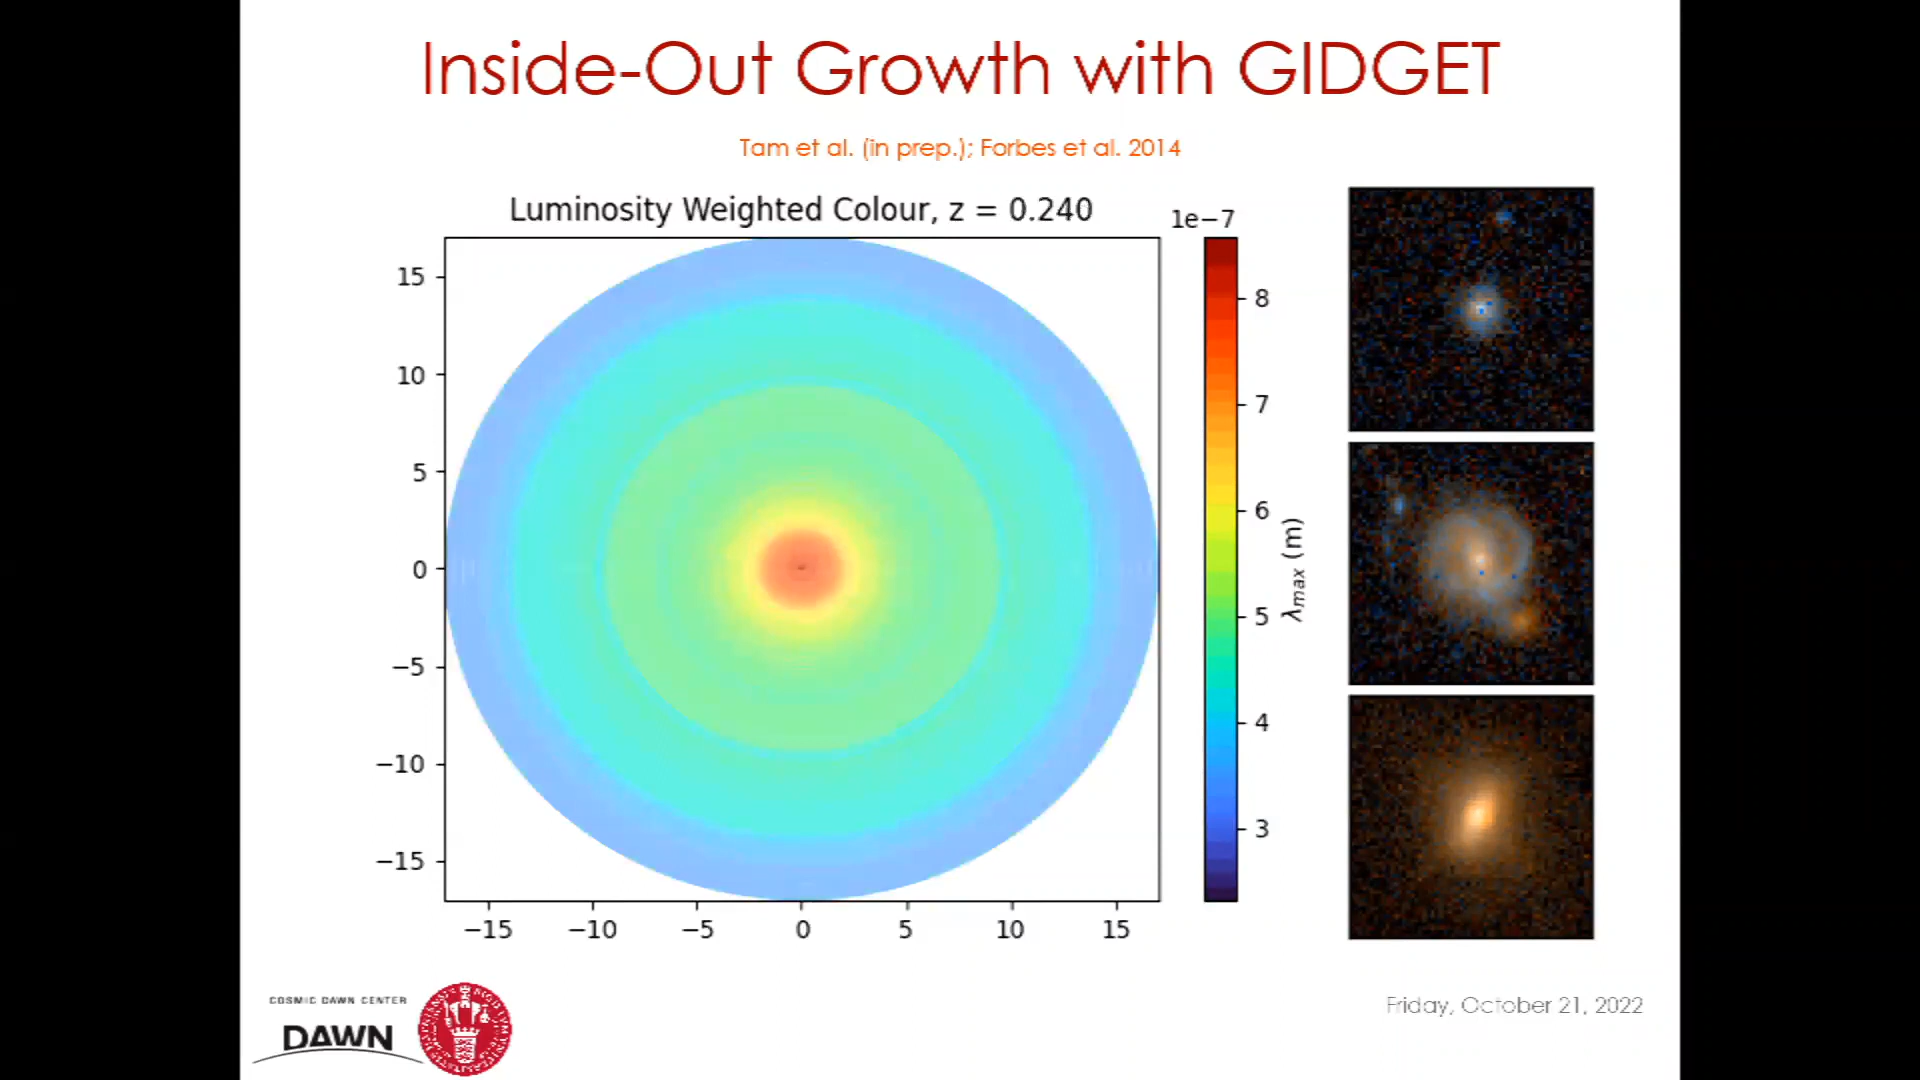 Inside-Out Growth with GIDGET
Tam et al. (in prep.); Forbes et al. 2014
Luminosity Weighted Colour, z = 0.240
1e−7
15
10
5
0
−5
−10
−15
−15
−10
−5
0
5
10
15
8
7
6
5
4
3
λmax (m)
COSMIC DAWN CENTER
DAWN
Friday, October 21, 2022